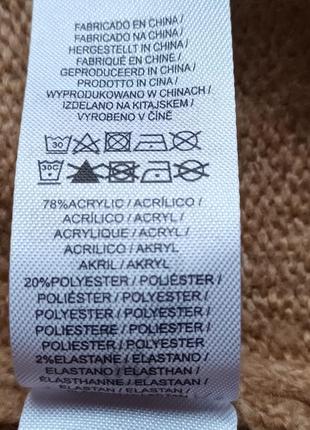 FABRICADO EN CHINA /
FABRICADO NA CHINA /
HERGESTELLT IN CHINA /
FABRIQUÉ EN CHINE /
GEPRODUCEERD IN CHINA /
PRODOTTO IN CINA /
WYPRODUKOWANO W CHINACH /
IZDELANO NA KITAJSKEM /
VYROBENO V ČÍNĚ
30
30C
78%ACRYLIC / ACRÍLICO /
ACRÍLICO / ACRYL /
ACRYLIQUE / ACRYL /
ACRILICO / AKRYL /
AKRIL / AKRYL
20%POLYESTER / POLIÉSTER /
POLIÉSTER / POLYESTER /
POLYESTER / POLYESTER /
POLIESTERE / POLIESTER /
POLIESTER / POLYESTER
2%ELASTANE / ELASTANO /
ELASTANO / ELASTHAN /
ELASTHANNE / ELASTAAN /
ELASTAN / ELASTAN /